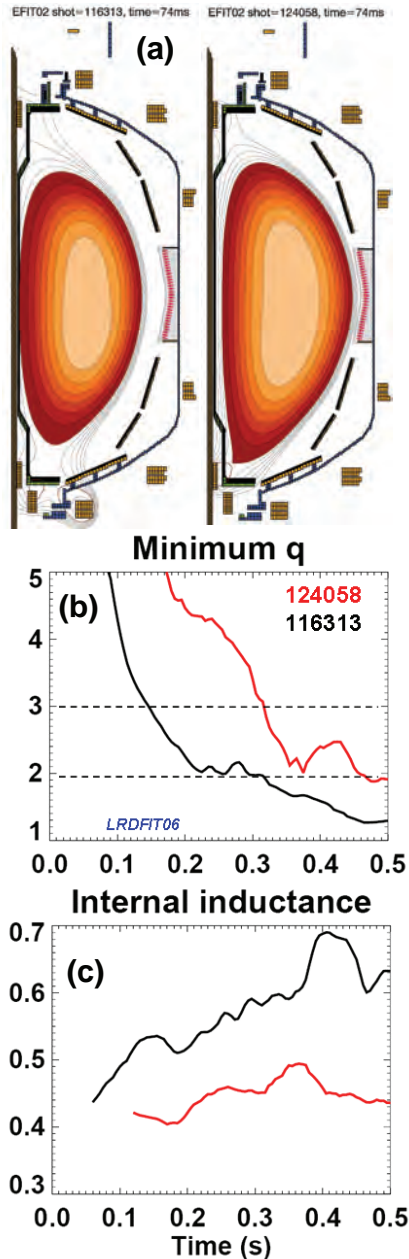 EFIT02 shot=116313, time=74ms
EFIT02 shot=124058, time=74ms
(a)
Minimum q
(b)
124058
116313
5
4
3
2
1
LRDFIT06
0.0 0.1 0.2 0.3 0.4 0.5
Internal inductance
(c)
0.7
0.6
0.5
0.4
0.3
0.0 0.1 0.2 0.3 0.4 0.5
Time (s)